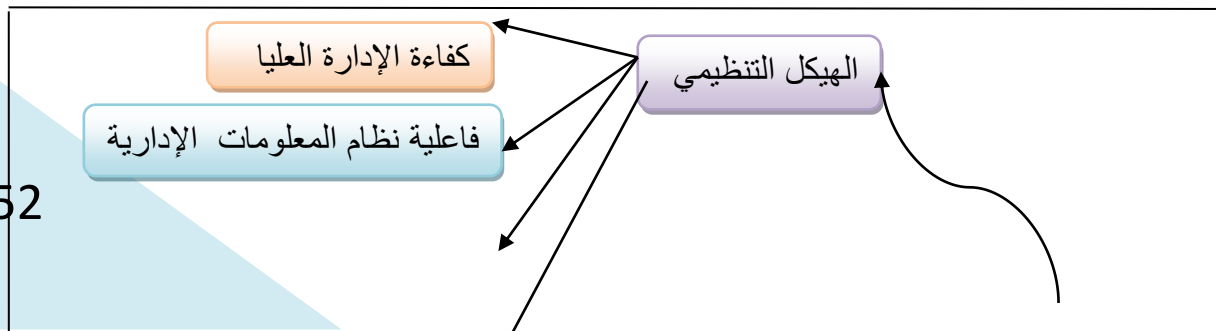 الهيكل التنظيمي
كفاءة الإدارة العليا
فاعلية نظام المعلومات الإدارية
52